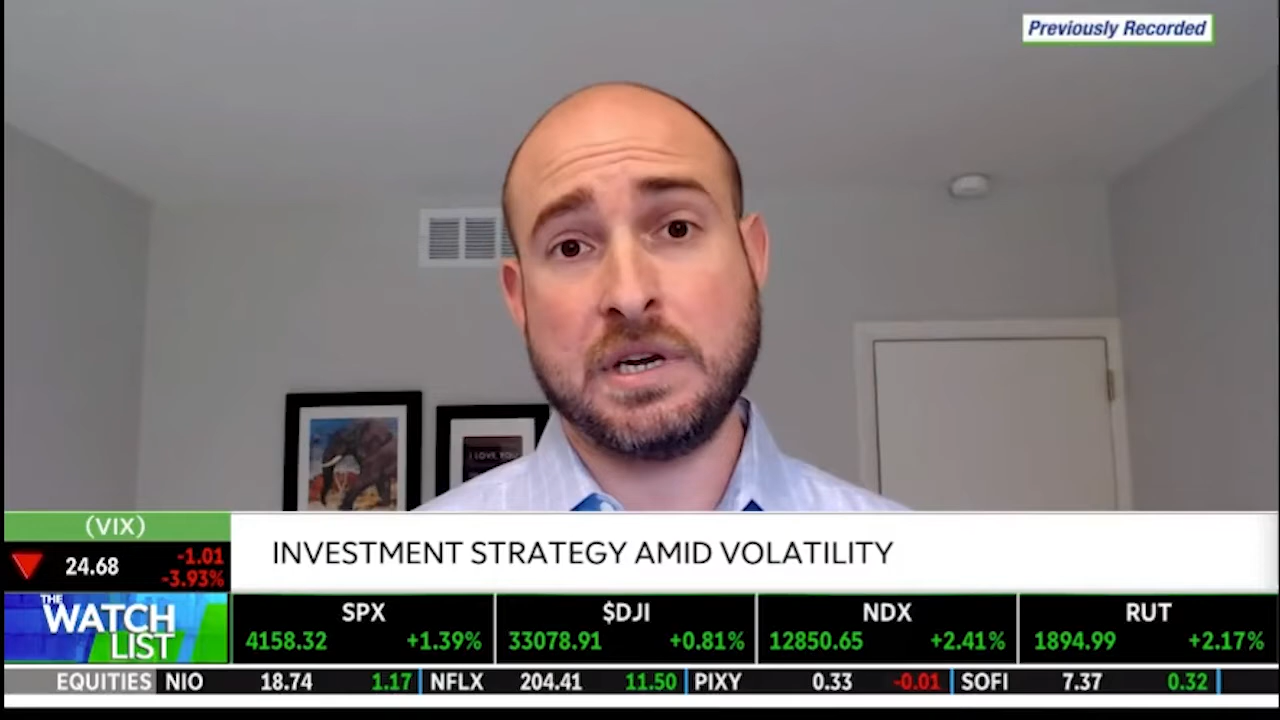 Previously Recorded
I LOVE YOU
(VIX)
24.68 -1.01
-3.93%
INVESTMENT STRATEGY AMID VOLATILITY
THE
WATCH
LIST
SPX $DJI NDX RUT
4158.32 +1.39% 33078.91 +0.81% 12850.65 +2.41% 1894.99 +2.17%
EQUITIES NIO 18.74 1.17 NFLX 204.41 11.50 PIXY 0.33 -0.01 SOFI 7.37 0.32